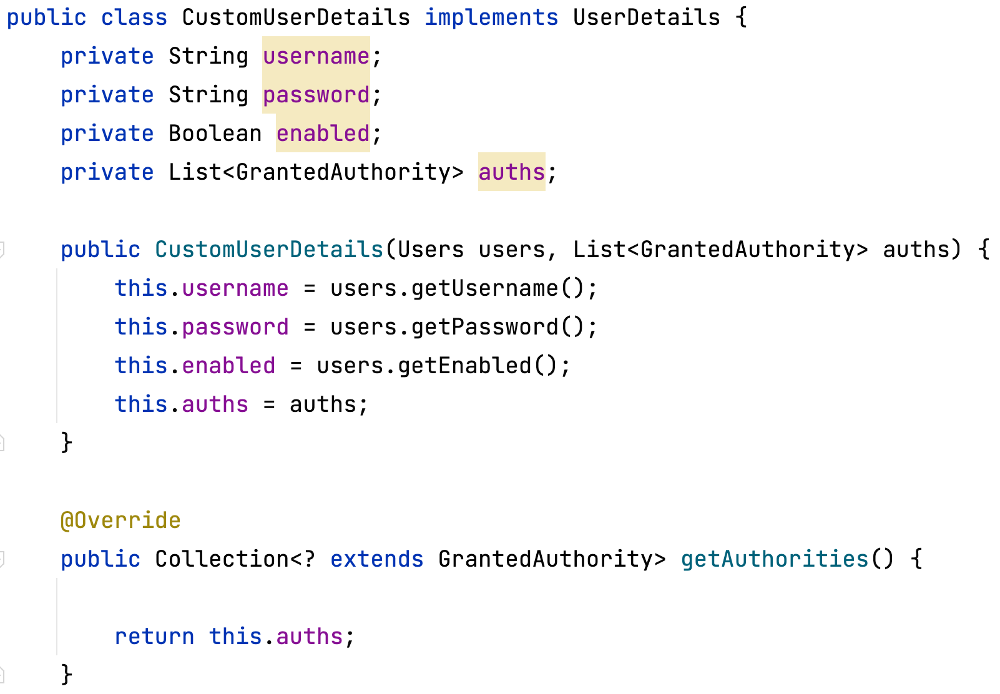 public class CustomUserDetails implements UserDetails {
    private String username;
    private String password;
    private Boolean enabled;
    private List<GrantedAuthority> auths;

    public CustomUserDetails(Users users, List<GrantedAuthority> auths) {
        this.username = users.getUsername();
        this.password = users.getPassword();
        this.enabled = users.getEnabled();
        this.auths = auths;
    }

    @Override
    public Collection<? extends GrantedAuthority> getAuthorities() {

        return this.auths;
    }